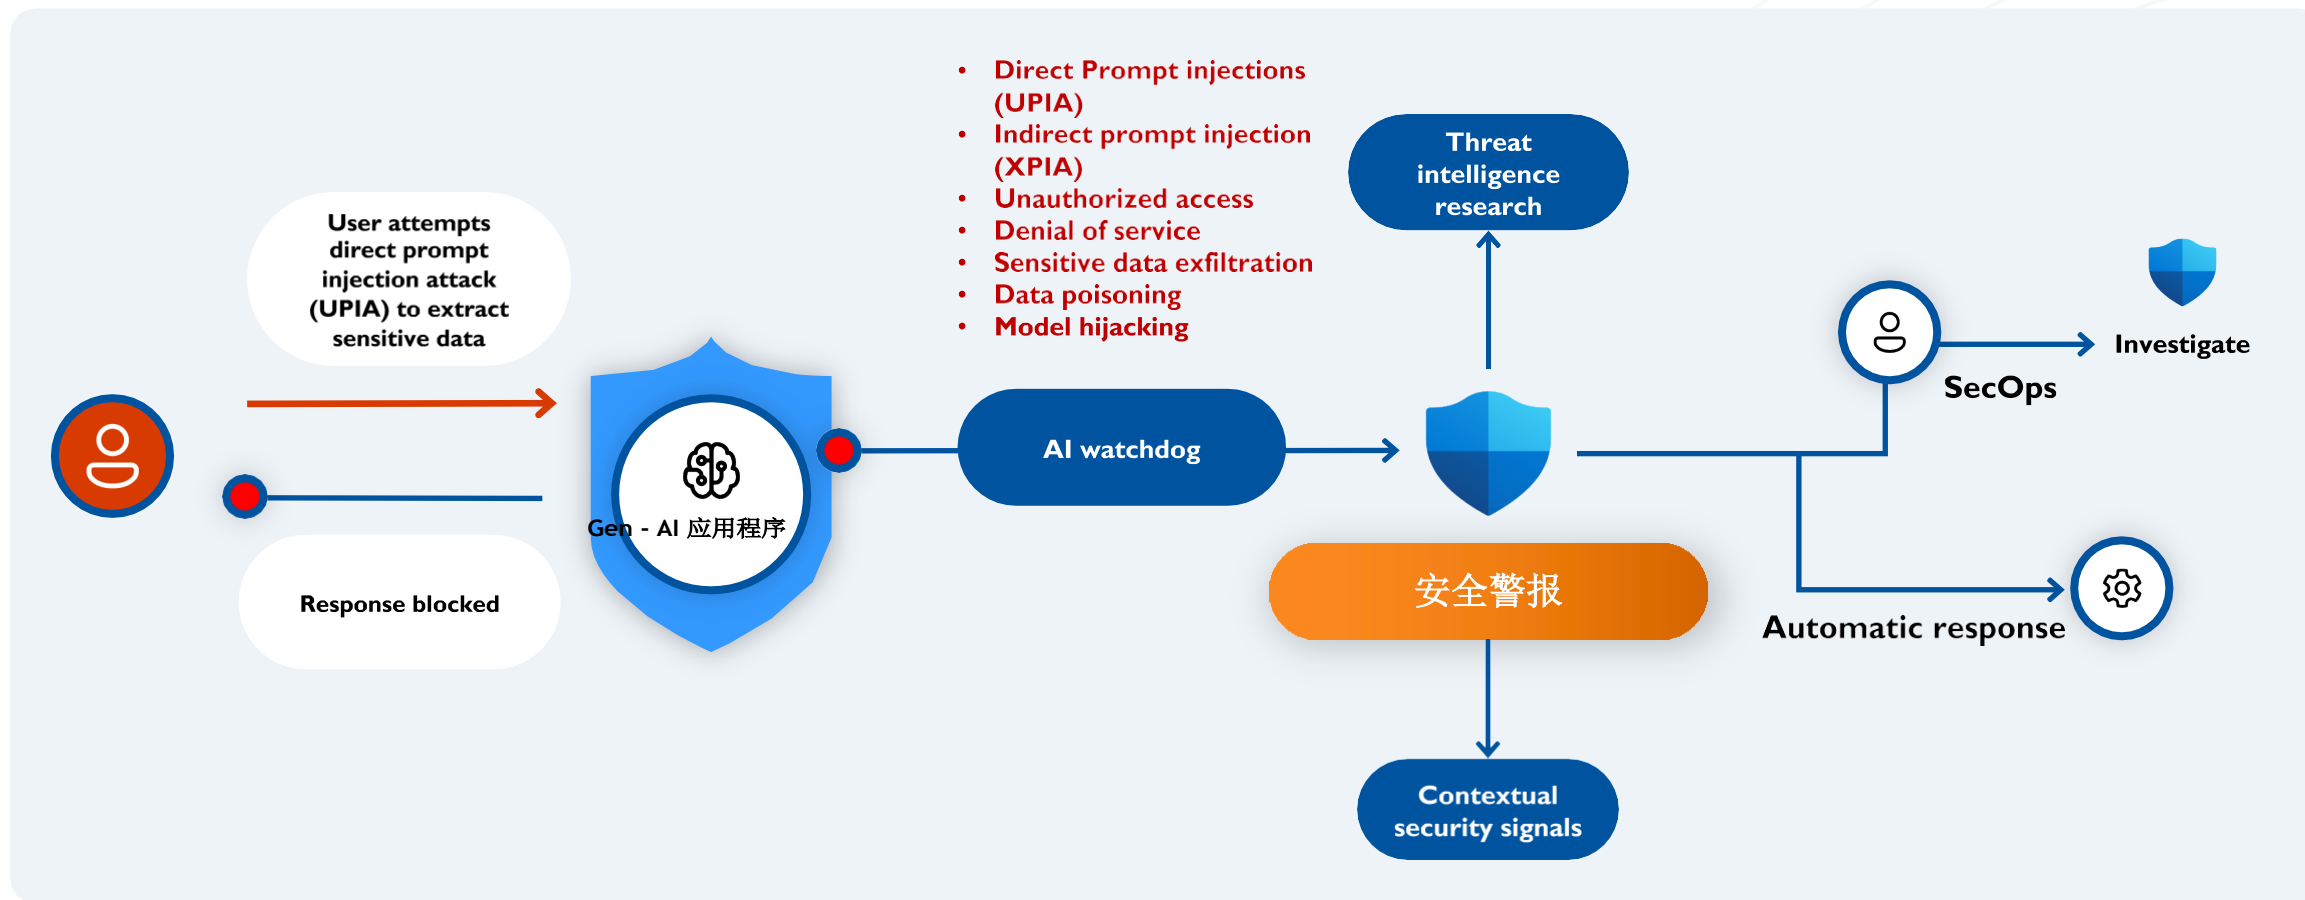 User attempts
direct prompt
injection attack
(UPIA) to extract
sensitive data
Response blocked
Gen - AI 应用程序
• Direct Prompt injections
(UPIA)
• Indirect prompt injection
(XPIA)
• Unauthorized access
• Denial of service
• Sensitive data exfiltration
• Data poisoning
• Model hijacking
AI watchdog
Threat
intelligence
research
安全警报
Contextual
security signals
SecOps
Investigate
Automatic response